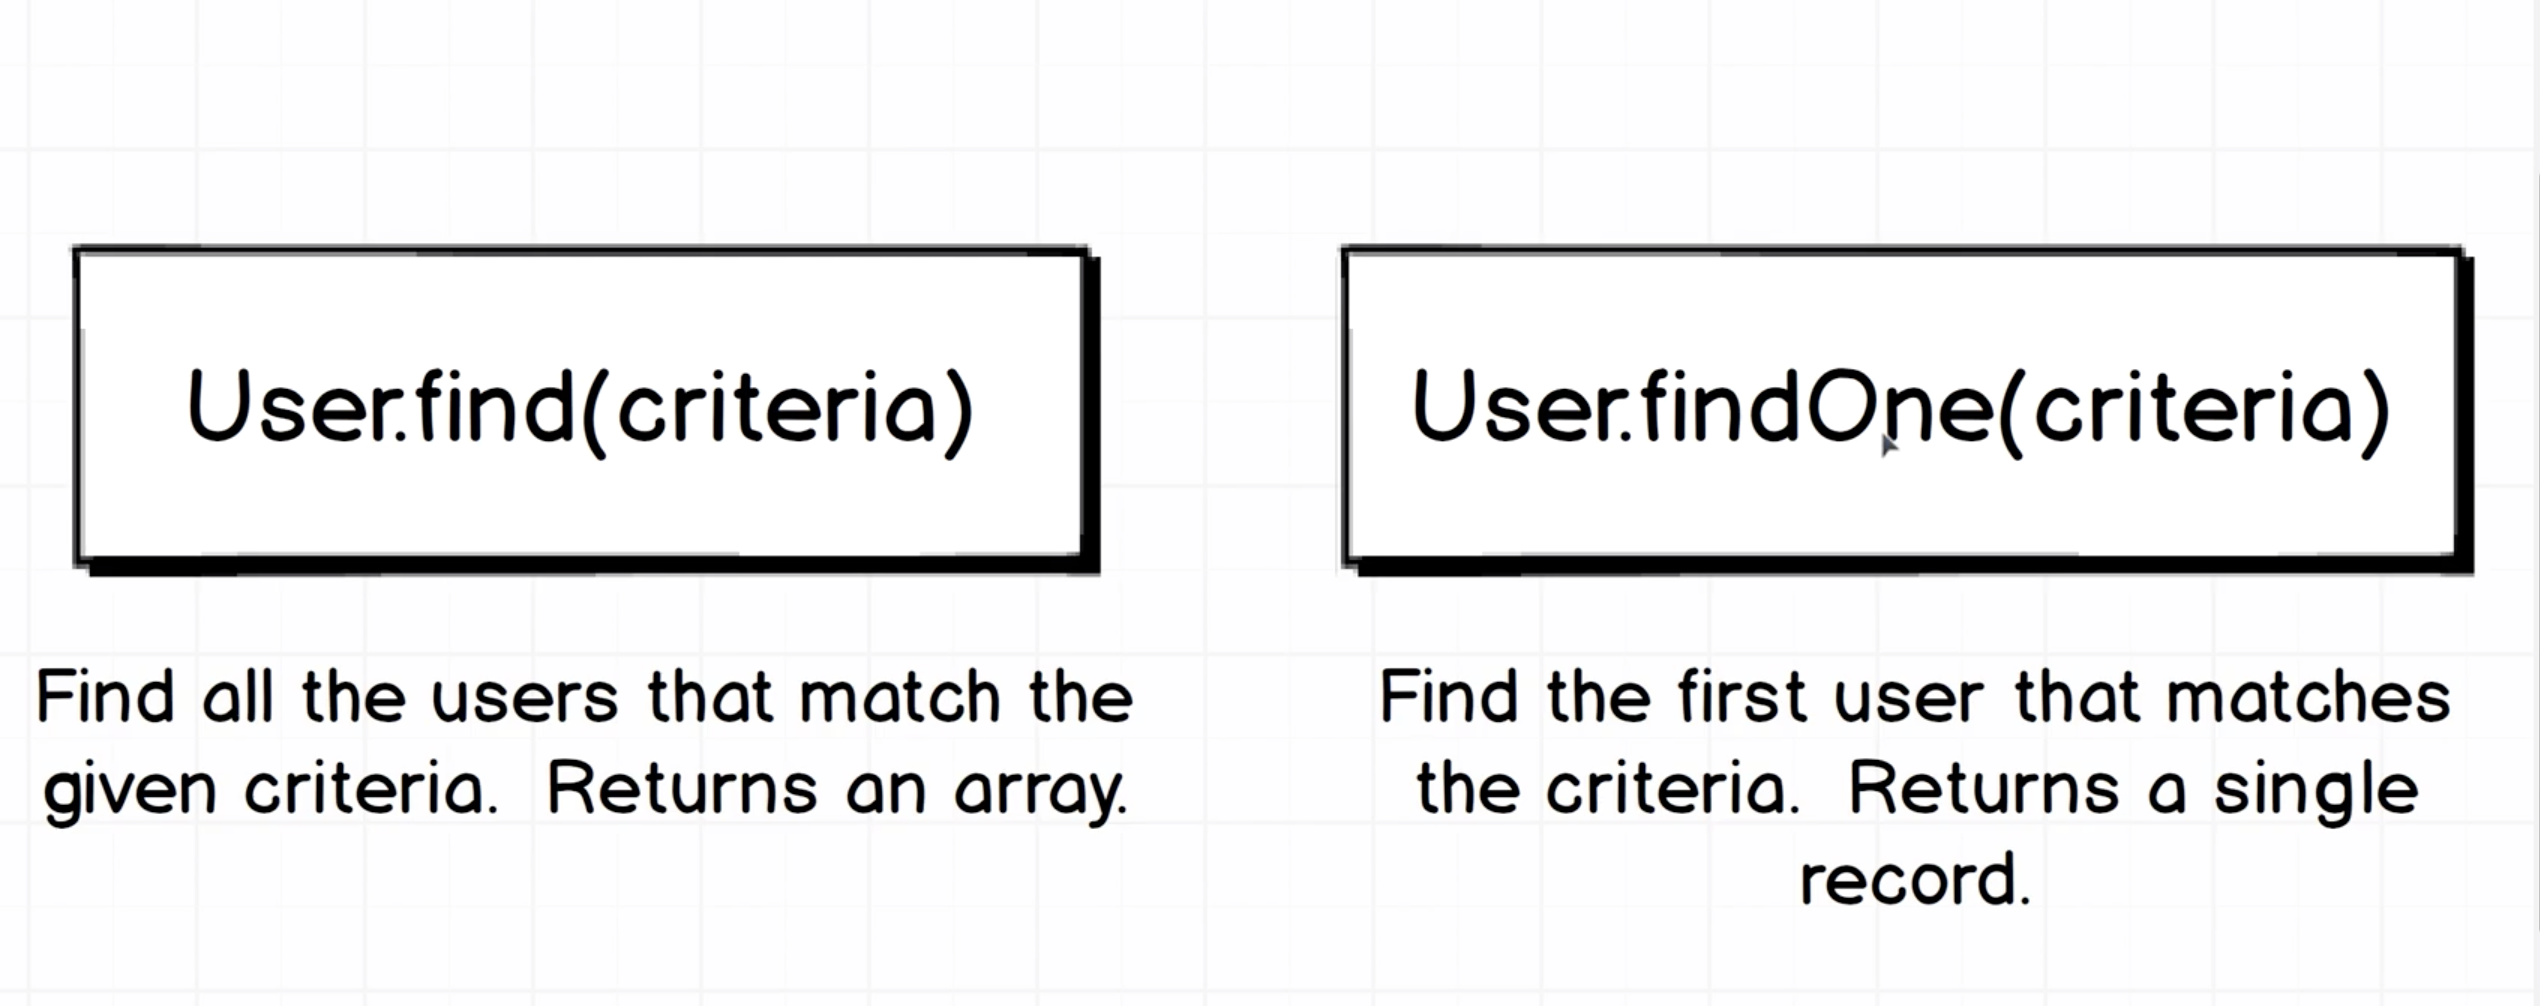 User.find(criteria)
Find all the users that match the
given criteria.  Returns an array.
User.findOne(criteria)
Find the first user that matches
the criteria.  Returns a single
record.